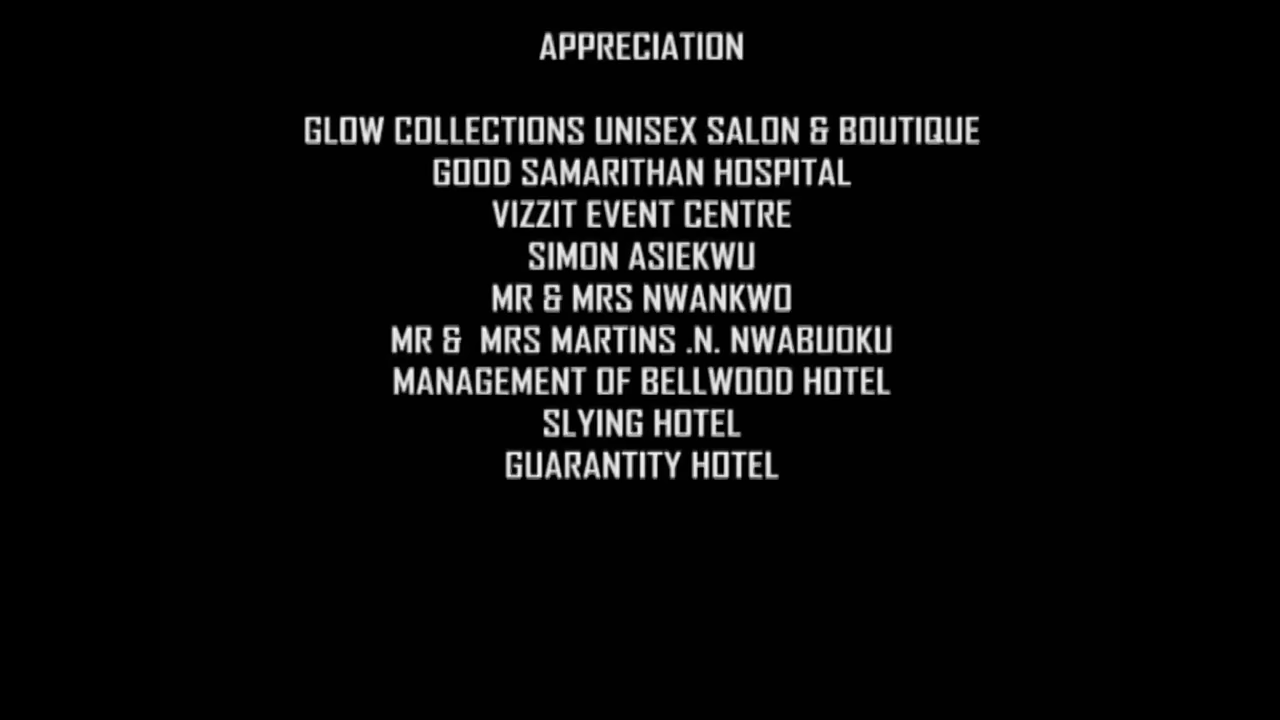 APPRECIATION
GLOW COLLECTIONS UNISEX SALON & BOUTIQUE
GOOD SAMARITHAN HOSPITAL
VIZZIT EVENT CENTRE
SIMON ASIEKWU
MR & MRS NWANKWO
MR & MRS MARTINS .N. NWABUOKU
MANAGEMENT OF BELLWOOD HOTEL
SLYING HOTEL
GUARANTITY HOTEL